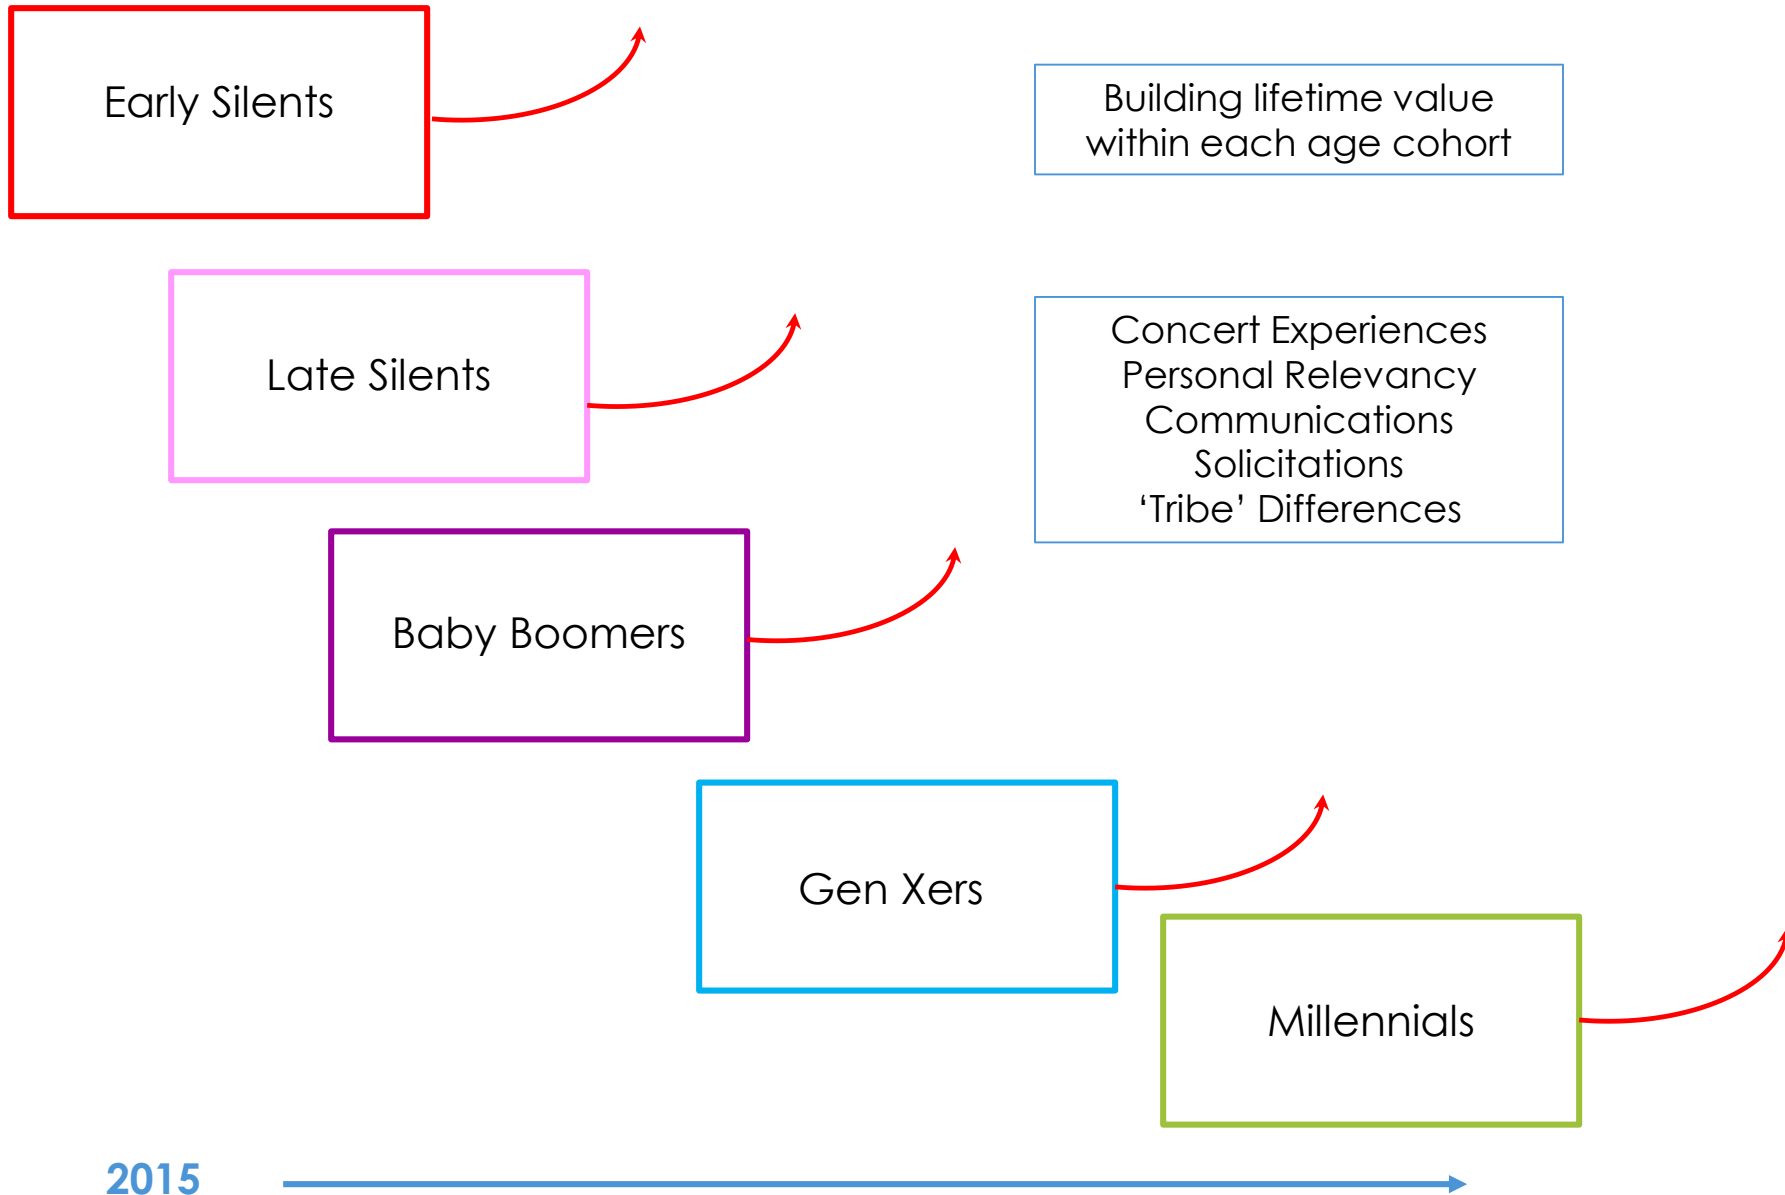 Early Silents
Building lifetime value
within each age cohort
Late Silents
Concert Experiences
Personal Relevancy
Communications
Solicitations
‘Tribe’ Differences
Baby Boomers
Gen Xers
Millennials
2015